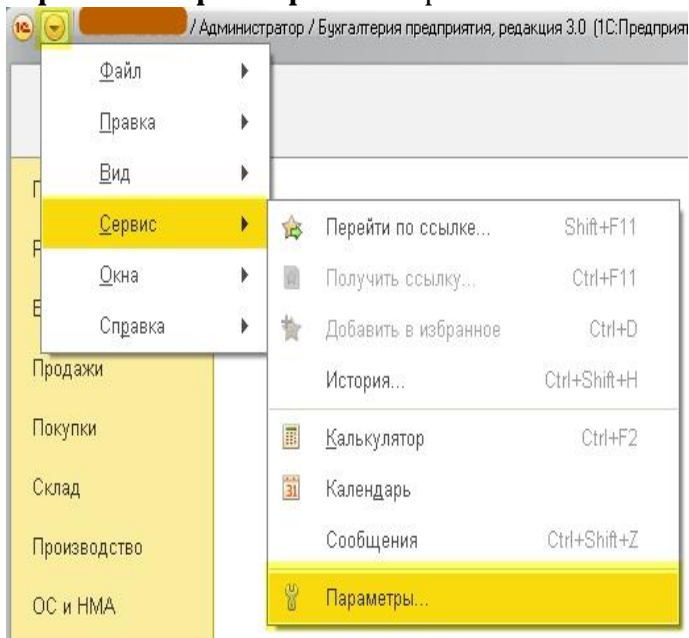 / Администратор / Бухгалтерия предприятия, редакция 3.0 (1С:Предприят
Файл
Правка
Вид
Сервис
Окна
Справка
Перейти по ссылке... Shift+F11
Получить ссылку... Ctrl+F11
Добавить в избранное Ctrl+D
История... Ctrl+Shift+H
Калькулятор Ctrl+F2
Календарь
Сообщения Ctrl+Shift+Z
Параметры...
Продажи
Покупки
Склад
Производство
ОС и НМА